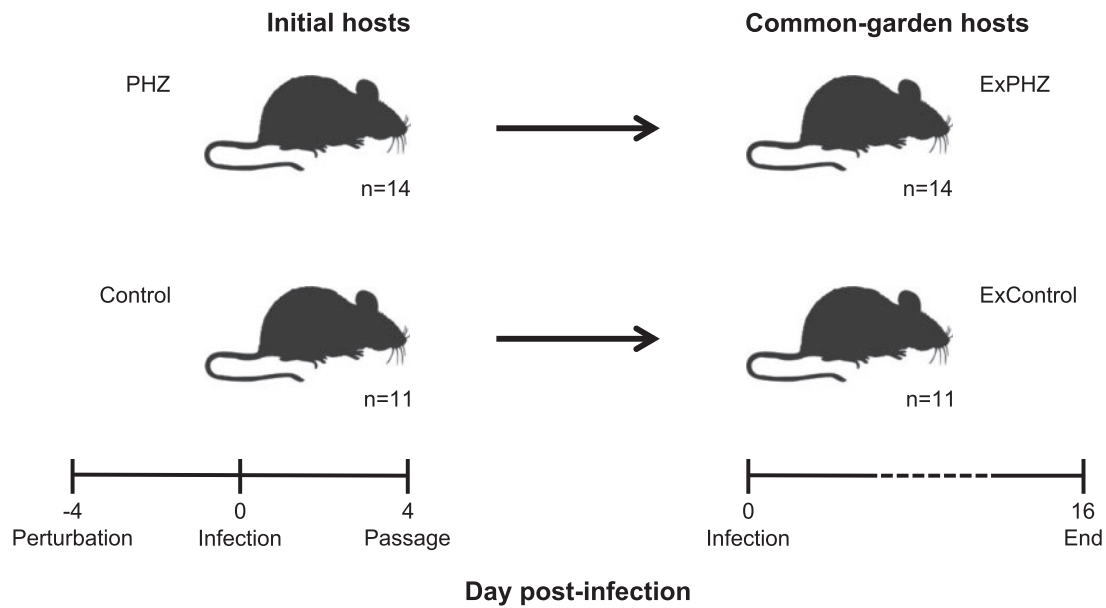 Initial hosts
Common-garden hosts
PHZ
ExPHZ
n=14
n=14
Control
ExControl
n=11
n=11
-4
0
4
0
16
Perturbation
Infection
Passage
Infection
End
Day post-infection